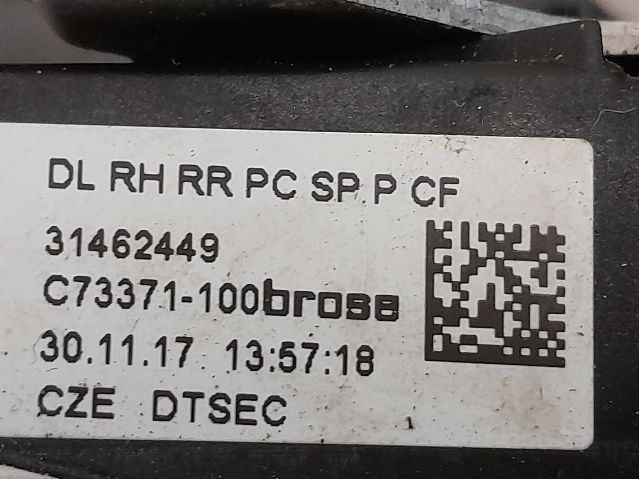 DL RH RR PC SP P CF
31462449
C73371-100brose
30.11.17 13:57:18
CZE DTSEC